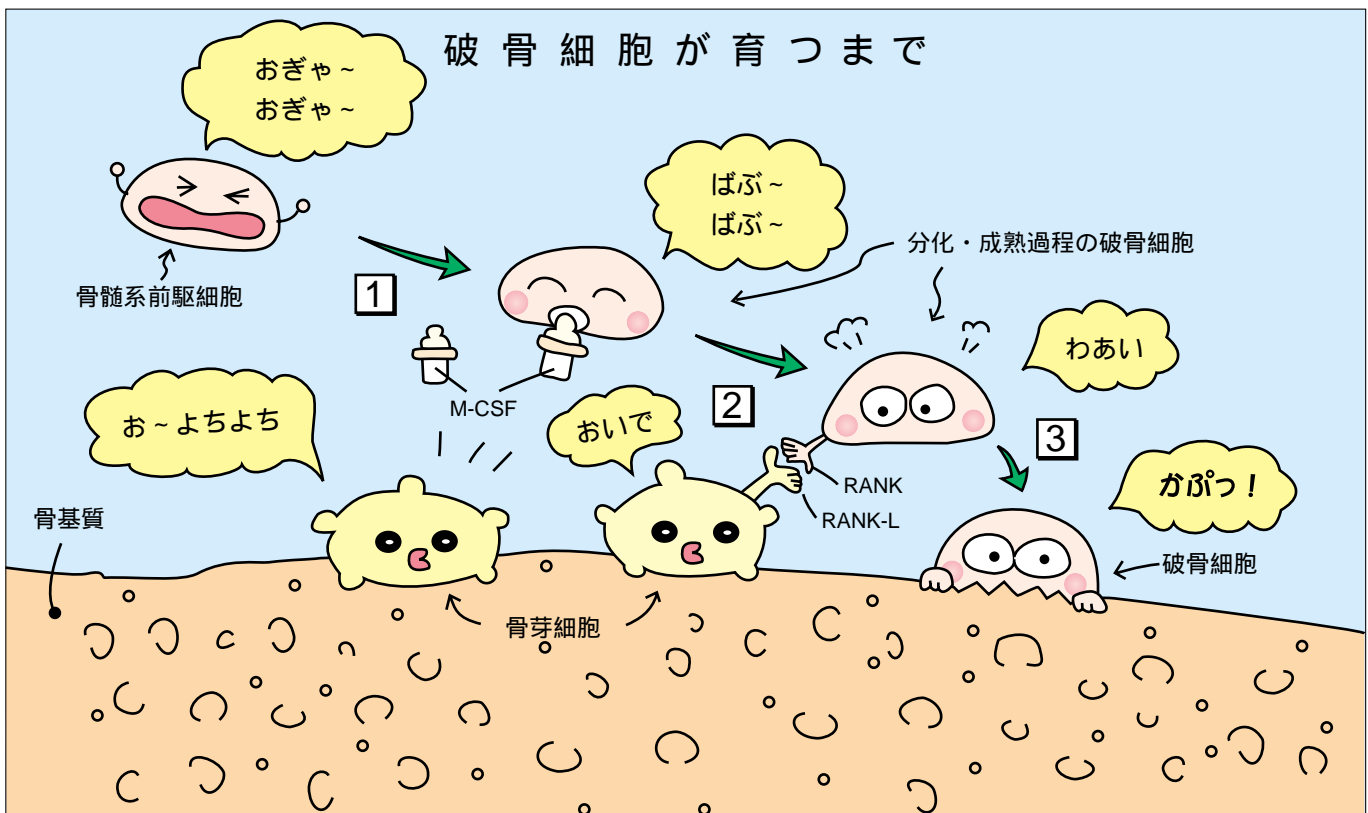 破骨細胞が育つまで
おぎゃ~
おぎゃ~
骨髄系前駆細胞
1
ばぶ~
ばぶ~
分化・成熟過程の破骨細胞
M-CSF
お~よちよち
2
おいで
わあい
RANK
RANK-L
3
かぷっ!
破骨細胞
骨基質
骨芽細胞